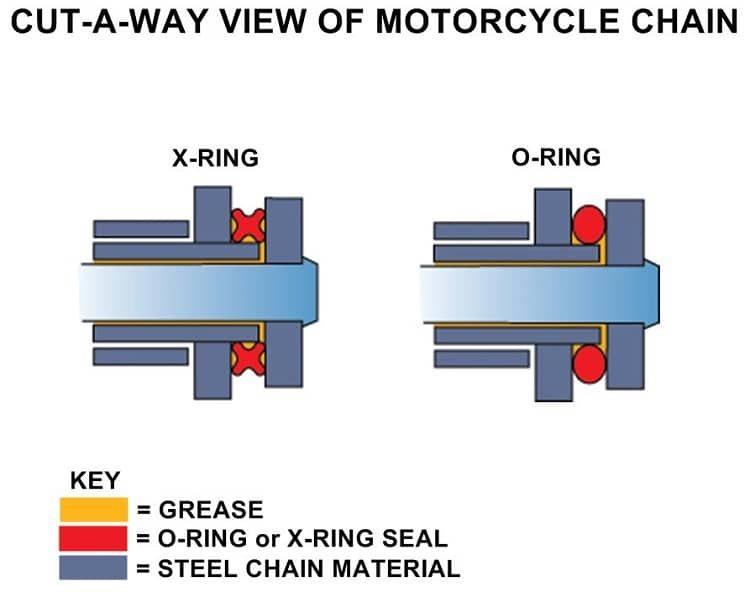 CUT-A-WAY VIEW OF MOTORCYCLE CHAIN
X-RING
O-RING
KEY
= GREASE
= O-RING or X-RING SEAL
= STEEL CHAIN MATERIAL